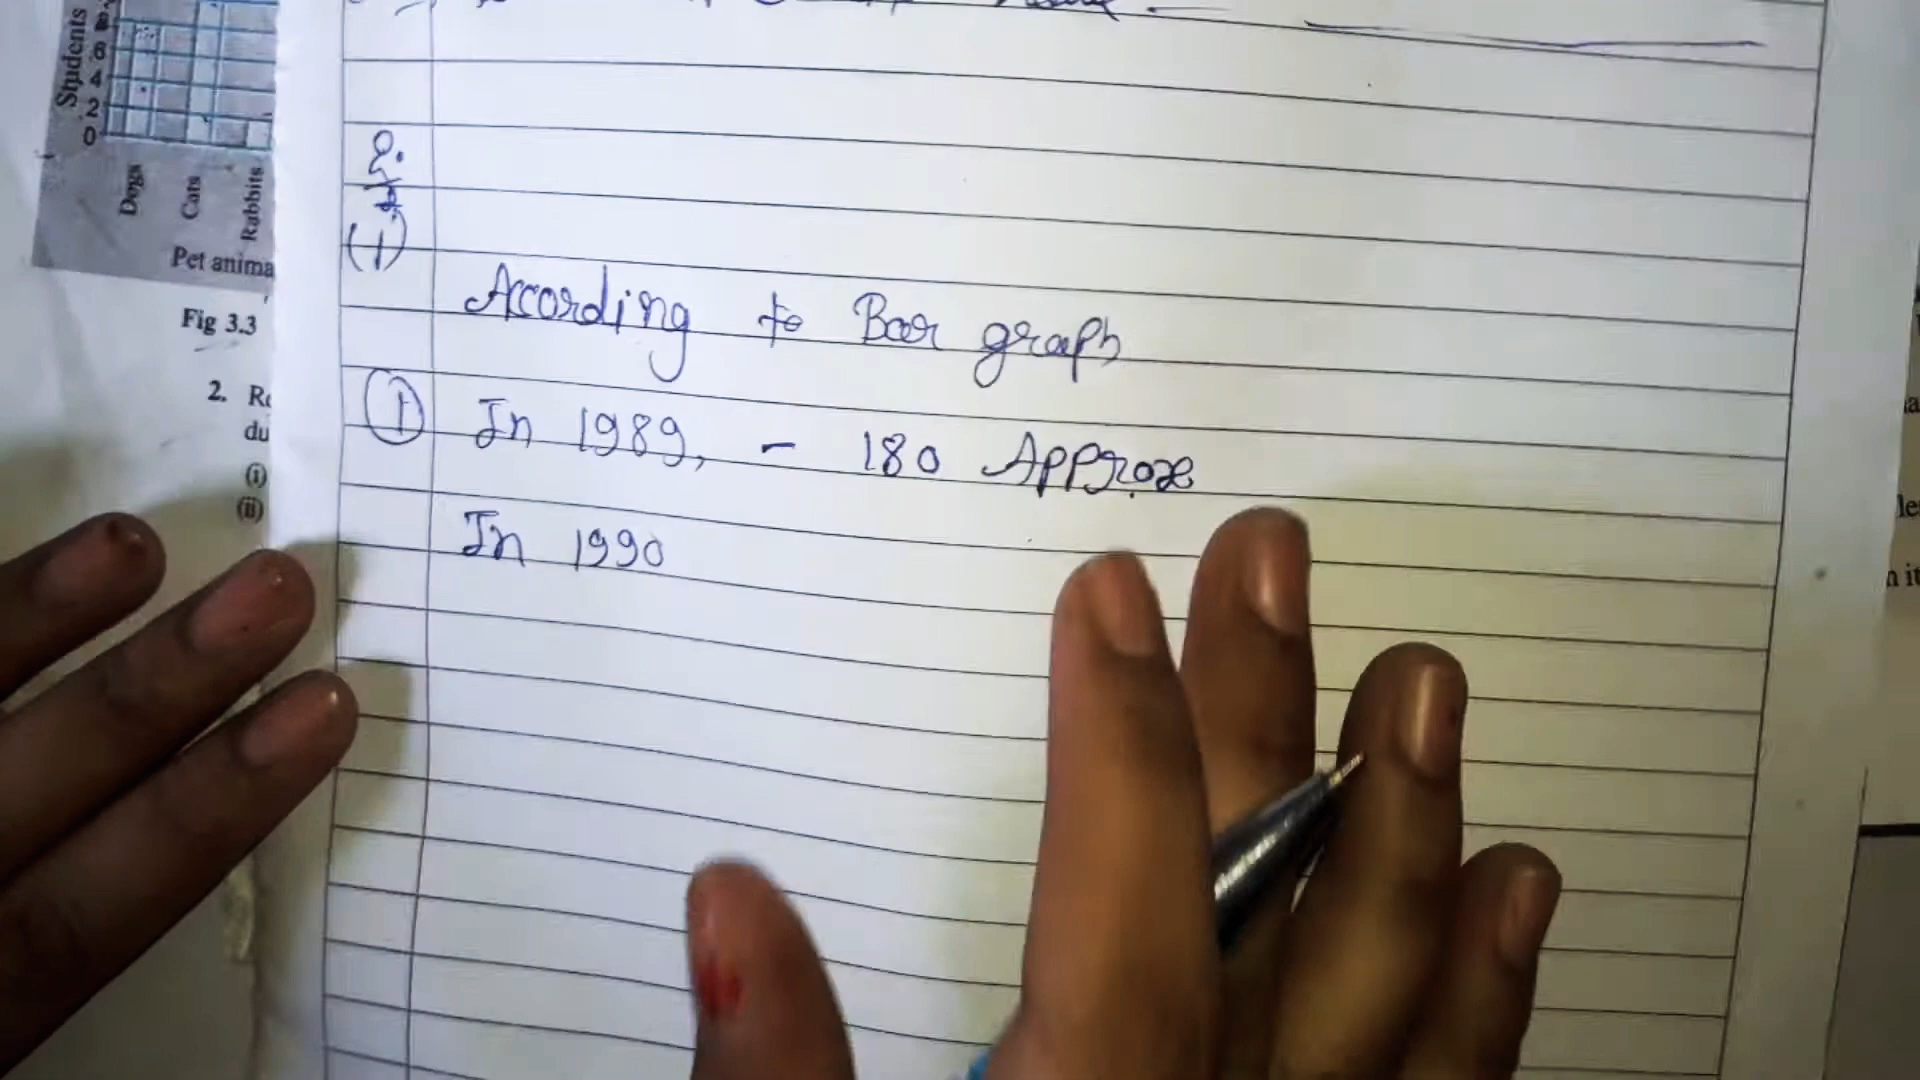 Students
6
4
2
0
Dogs
Cats
Rabbits
Pet anima
Fig 3.3
2.
du
(i)
(ii)
Q.
2
(1)
According to Bar graph
(1) In 1989, - 180 Approx
In 1990